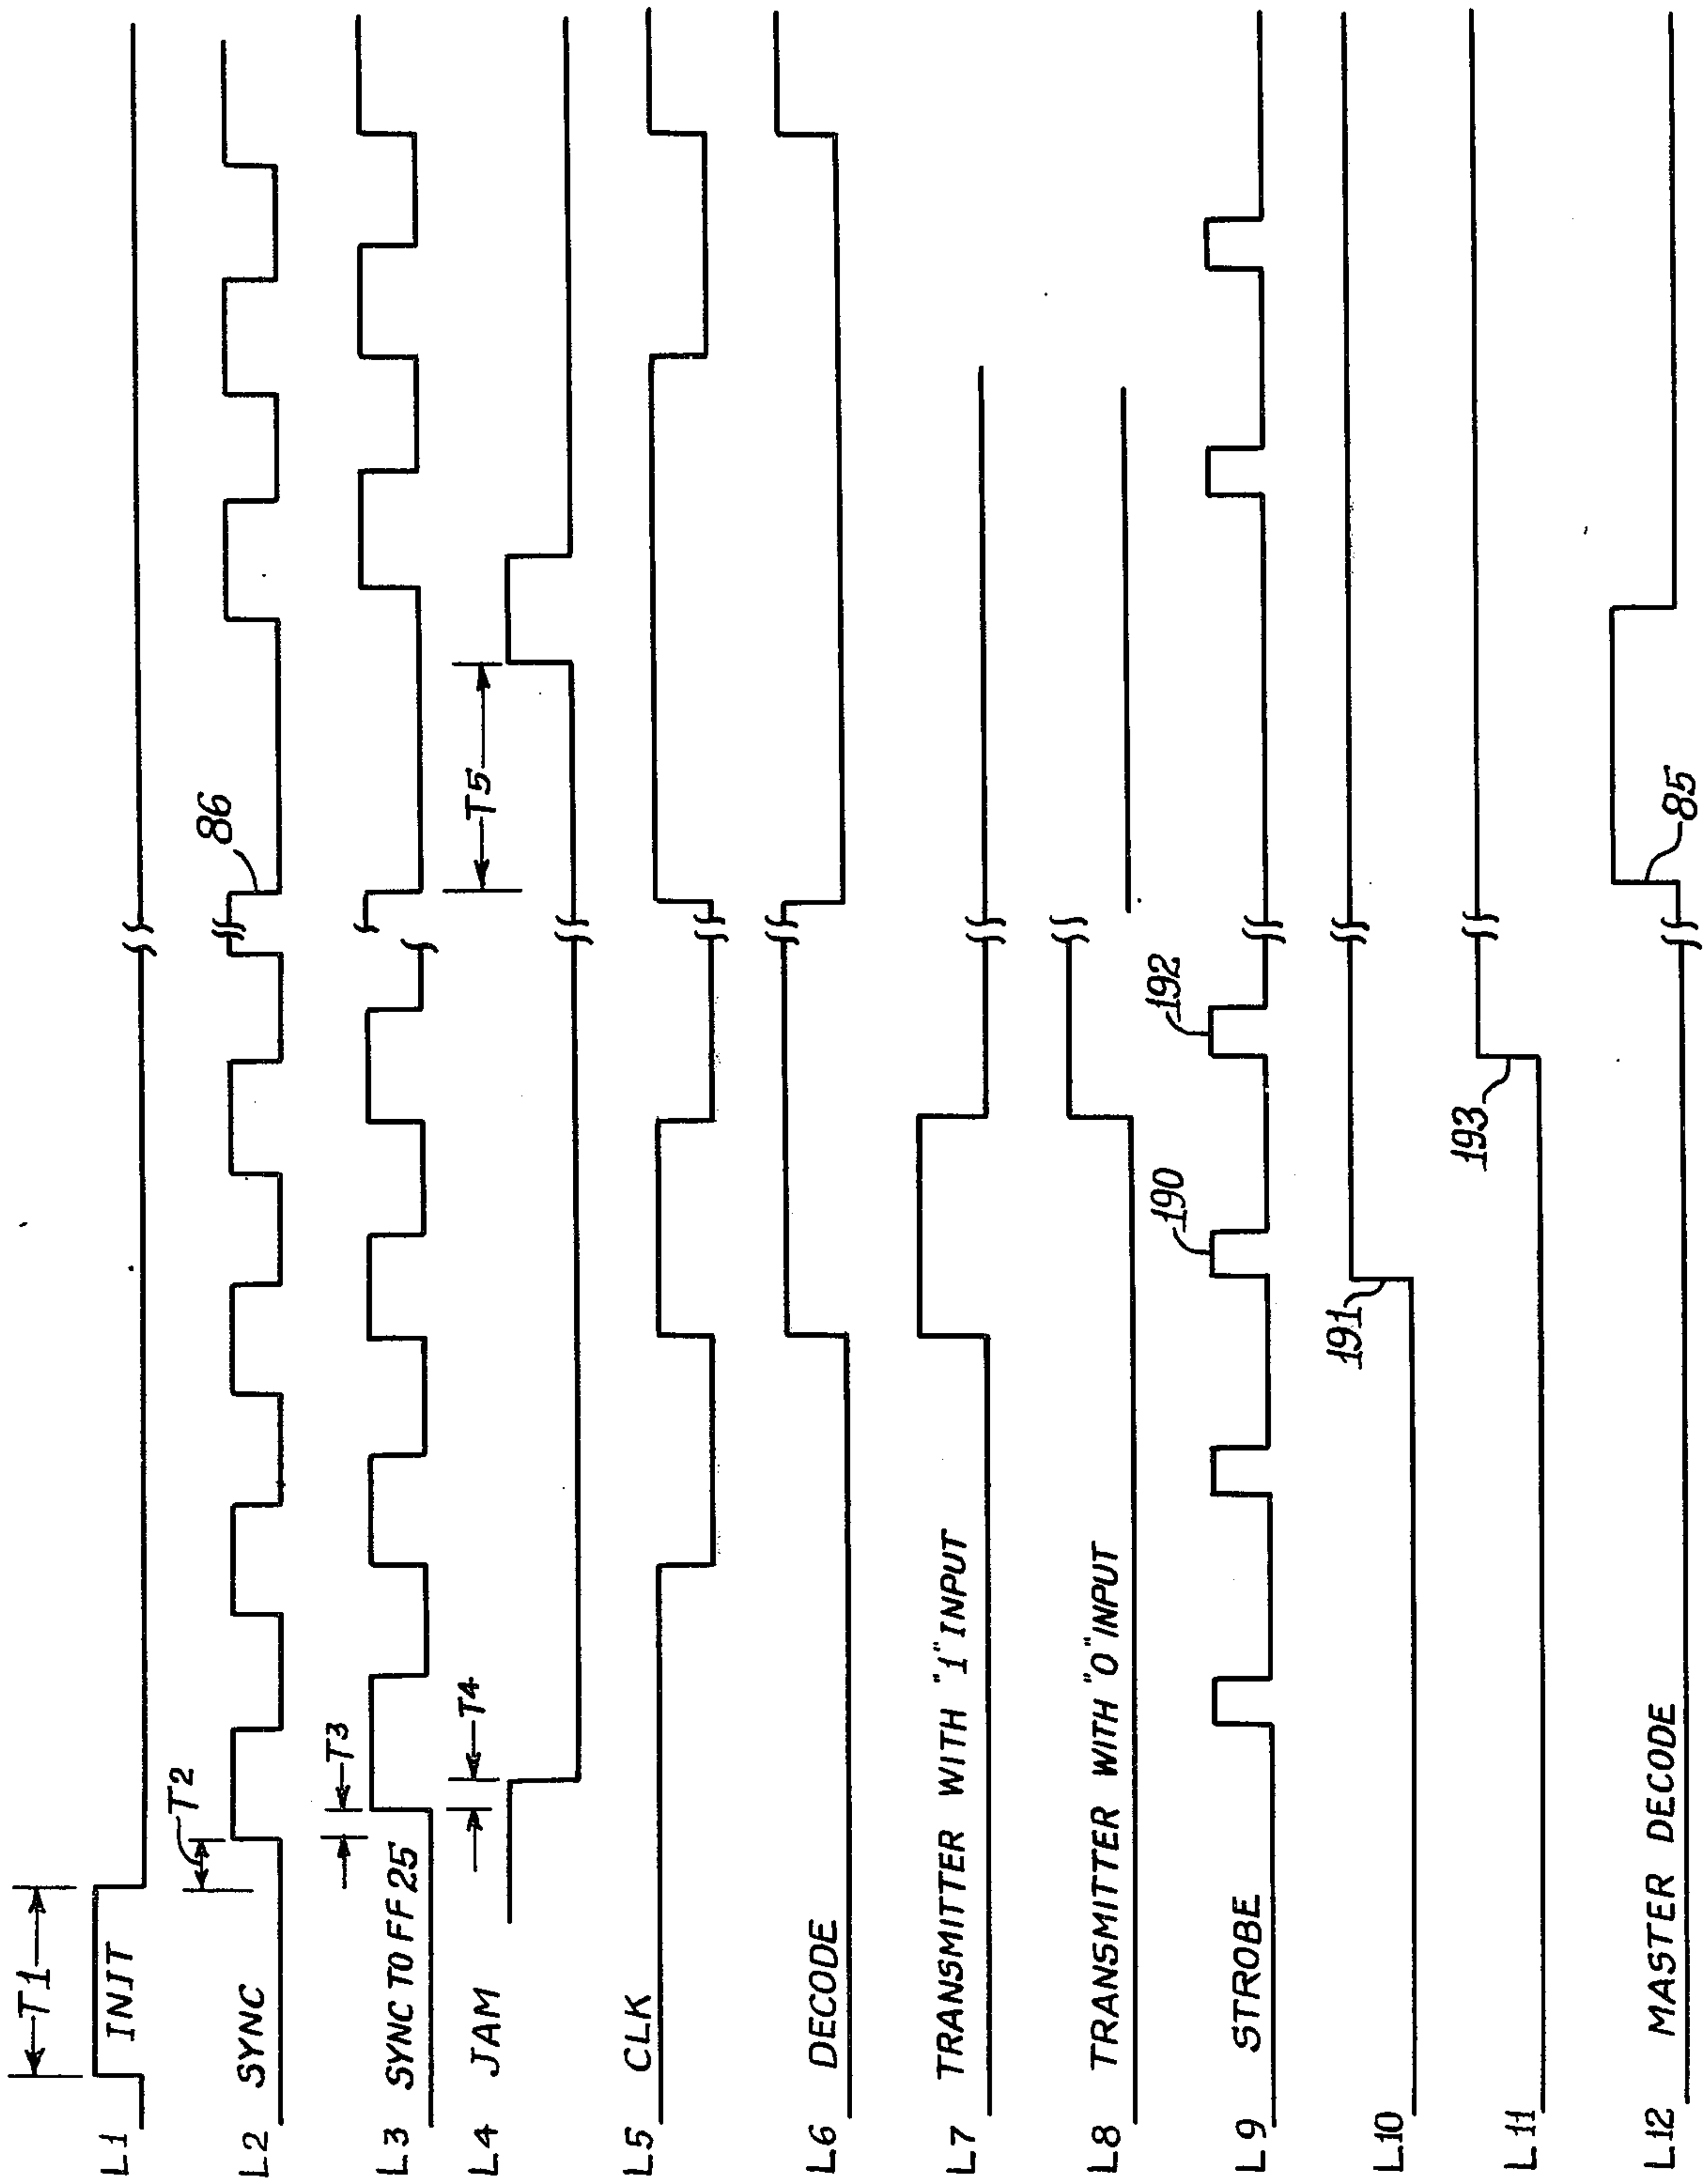 L1 INIT T1
L2 SYNC T2 86
L3 SYNC TO FF 25 T3
L4 JAM T4 T5
L5 CLK
L6 DECODE
L7 TRANSMITTER WITH "1" INPUT
L8 TRANSMITTER WITH "0" INPUT
L9 STROBE 190 192
L10 191
L11 193
L12 MASTER DECODE 85